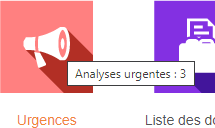 Analyses urgentes : 3
Urgences
Liste des do